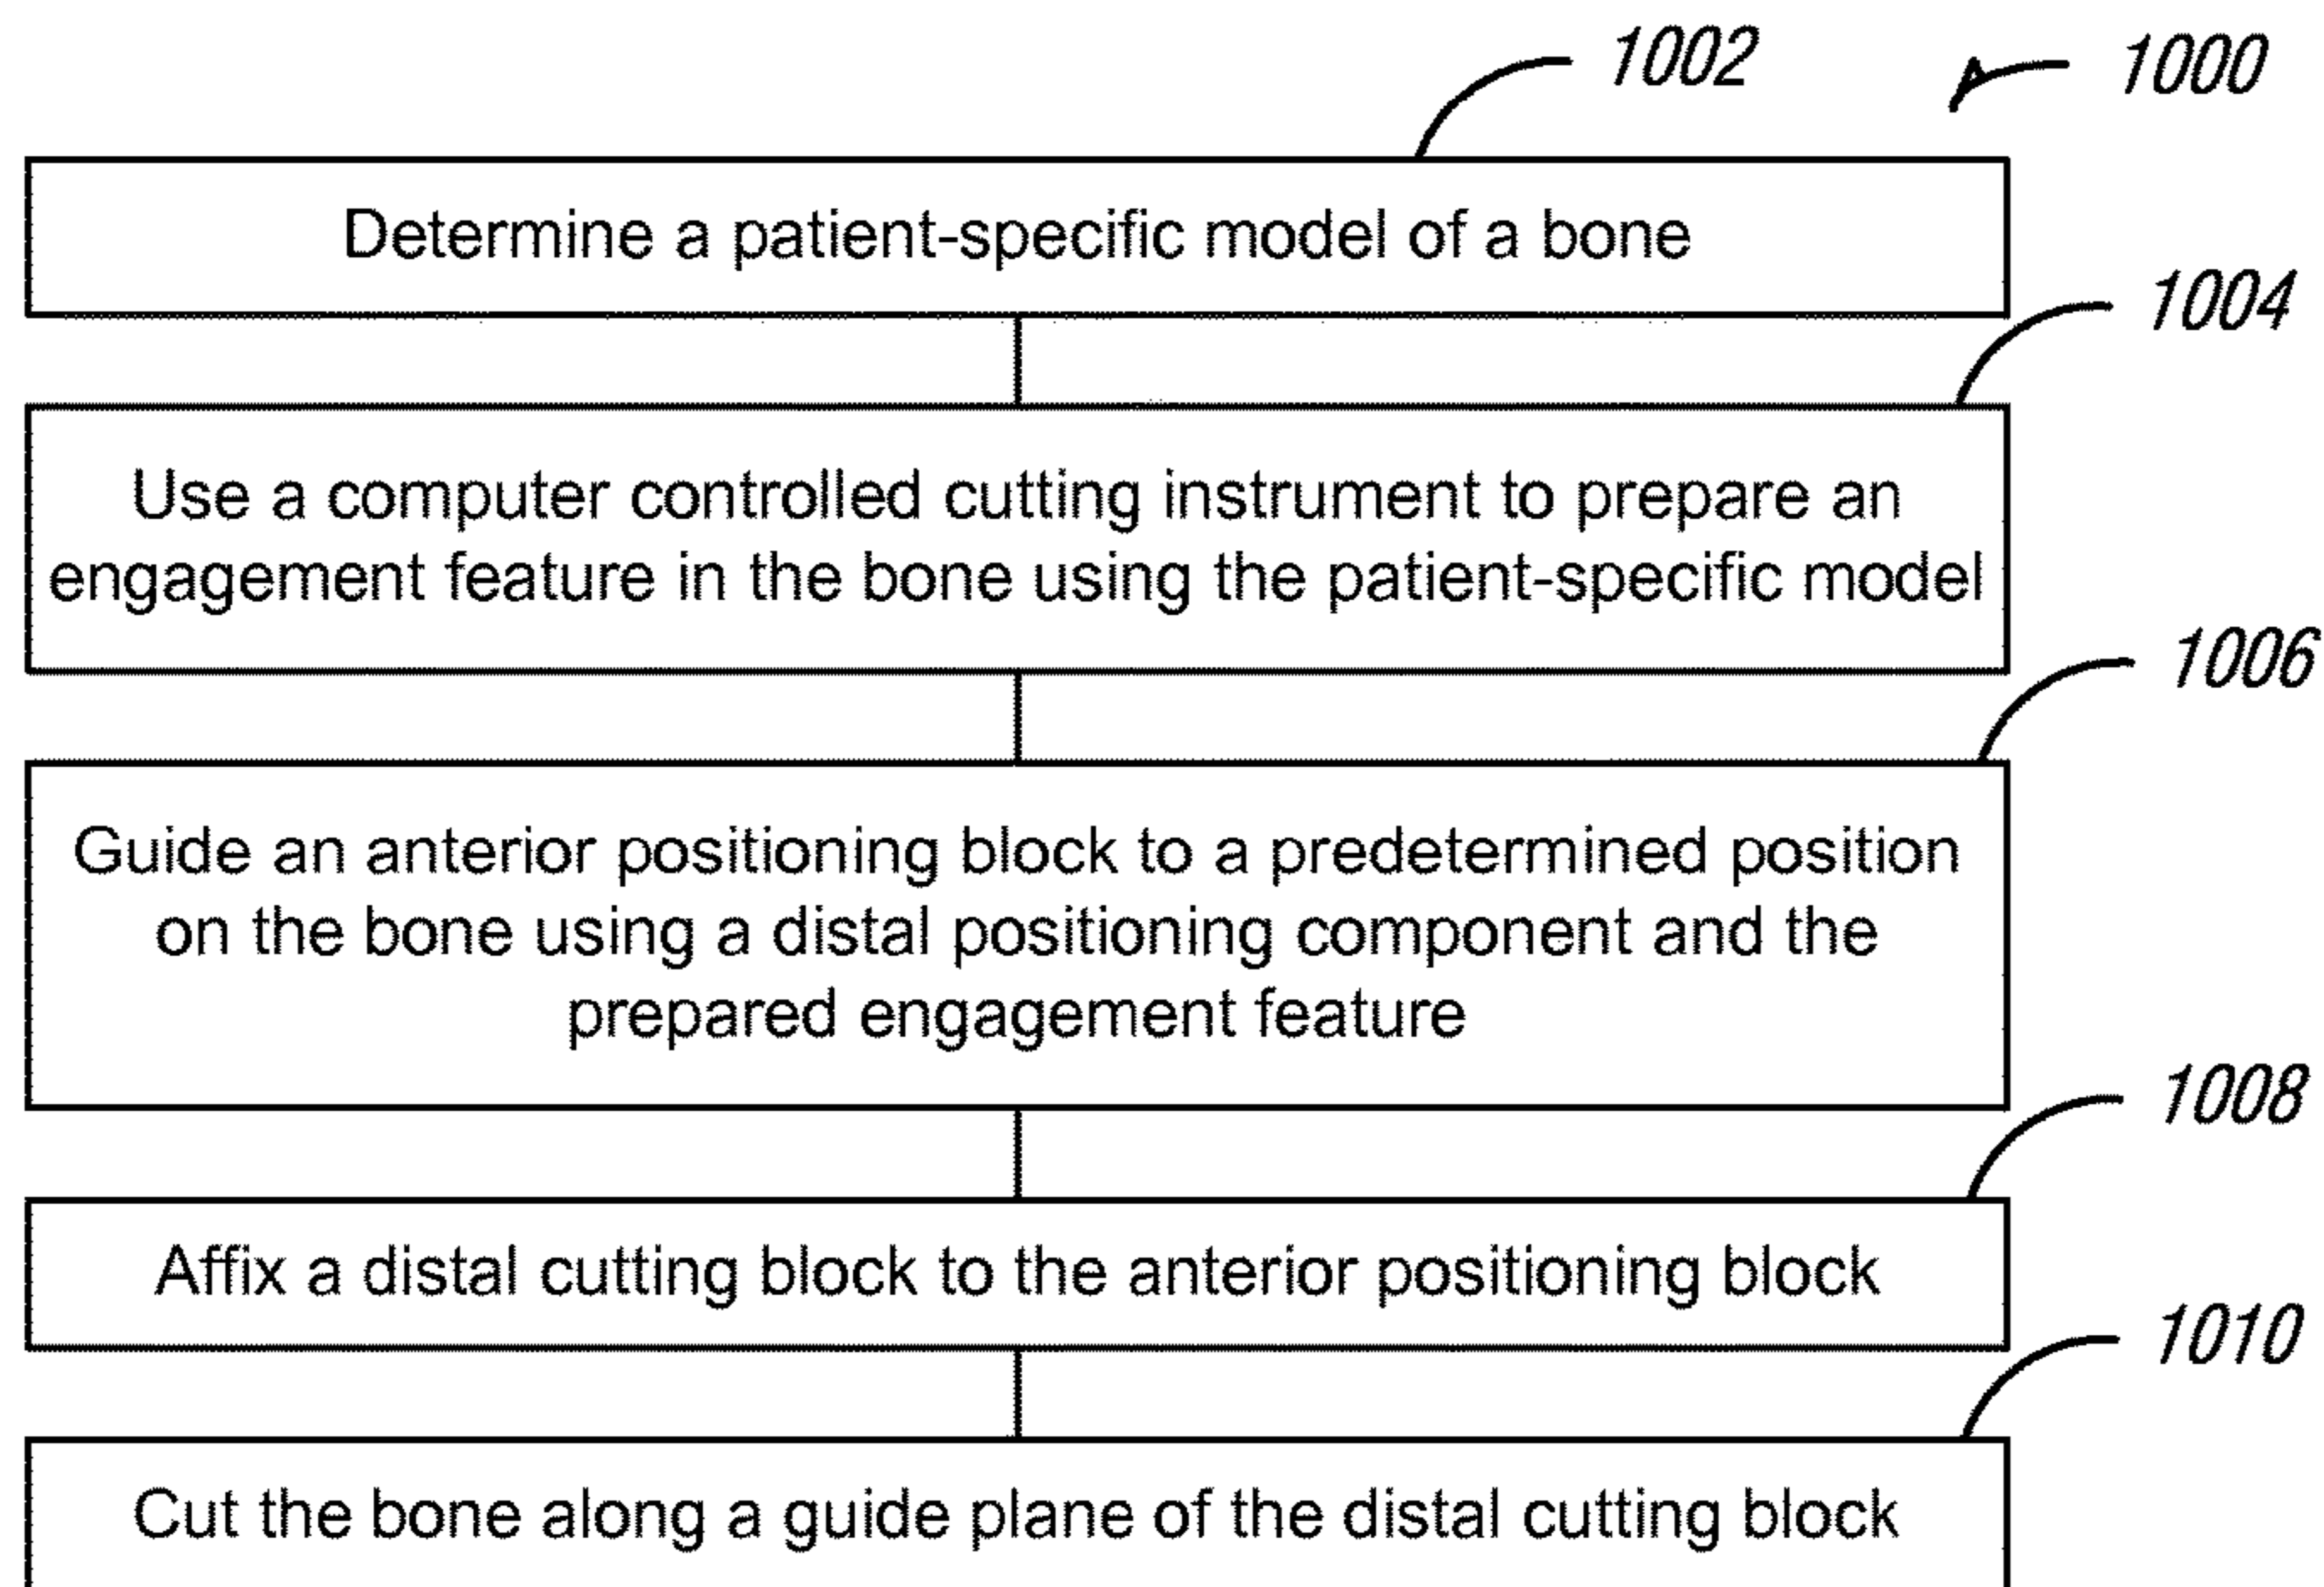 1002
1000
Determine a patient-specific model of a bone
1004
Use a computer controlled cutting instrument to prepare an
engagement feature in the bone using the patient-specific model
1006
Guide an anterior positioning block to a predetermined position
on the bone using a distal positioning component and the
prepared engagement feature
1008
Affix a distal cutting block to the anterior positioning block
1010
Cut the bone along a guide plane of the distal cutting block